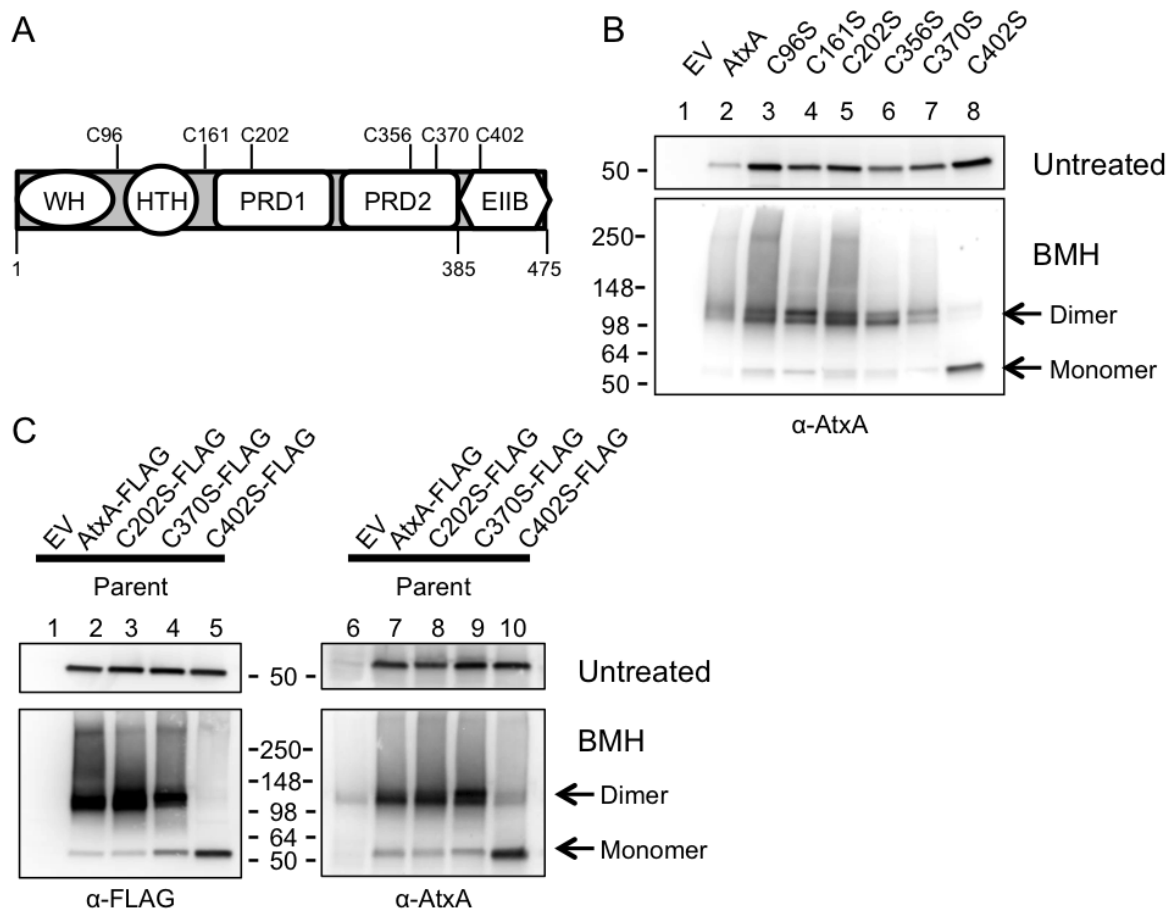 A
C96 C161 C202 C356 C370 C402
WH HTH PRD1 PRD2 EIIB
1 385 475
B
EV AtxA C96S C161S C202S C356S C370S C402S
1 2 3 4 5 6 7 8
50 Untreated
250
BMH
148
Dimer
98
64
Monomer
50
α-AtxA
C
EV AtxA-FLAG C202S-FLAG C370S-FLAG C402S-FLAG EV AtxA-FLAG C202S-FLAG C370S-FLAG C402S-FLAG
Parent Parent
1 2 3 4 5 6 7 8 9 10
50 Untreated
BMH
250
148
Dimer
98
64
Monomer
50
α-FLAG α-AtxA